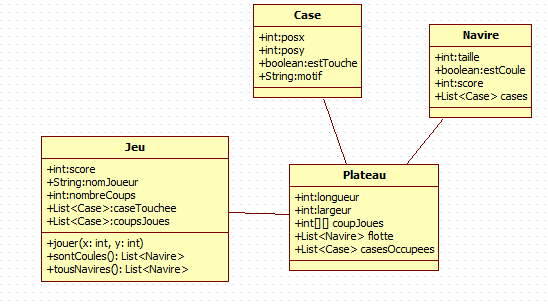 Case
+int:posx
+int:posy
+boolean:estTouche
+String:motif
Navire
+int:taille
+boolean:estCoule
+int:score
+List<Case> cases
Jeu
+int:score
+String:nomJoueur
+int:nombreCoups
+List<Case>:caseTouchee
+List<Case>:coupsJoues
+jouer(x: int, y: int)
+sontCoules(): List<Navire>
+tousNavires(): List<Navire>
Plateau
+int:longueur
+int:largeur
+int[][] coupJoues
+List<Navire> flotte
+List<Case> casesOccupees